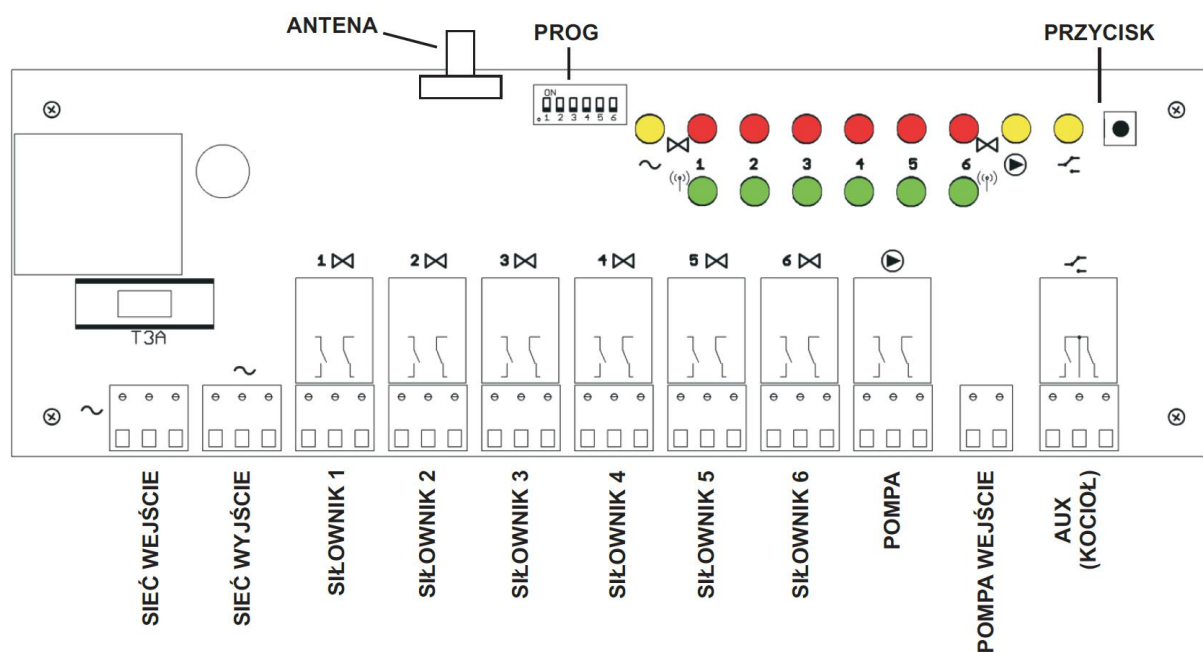 ANTENA
PROG
PRZYCISK
ON
1 2 3 4 5 6
1 2 3 4 5 6
1
2
3
4
5
6
T3A
SIEĆ WEJŚCIE
SIEĆ WYJŚCIE
SIŁOWNIK 1
SIŁOWNIK 2
SIŁOWNIK 3
SIŁOWNIK 4
SIŁOWNIK 5
SIŁOWNIK 6
POMPA
POMPA WEJŚCIE
AUX
(KOCIOŁ)